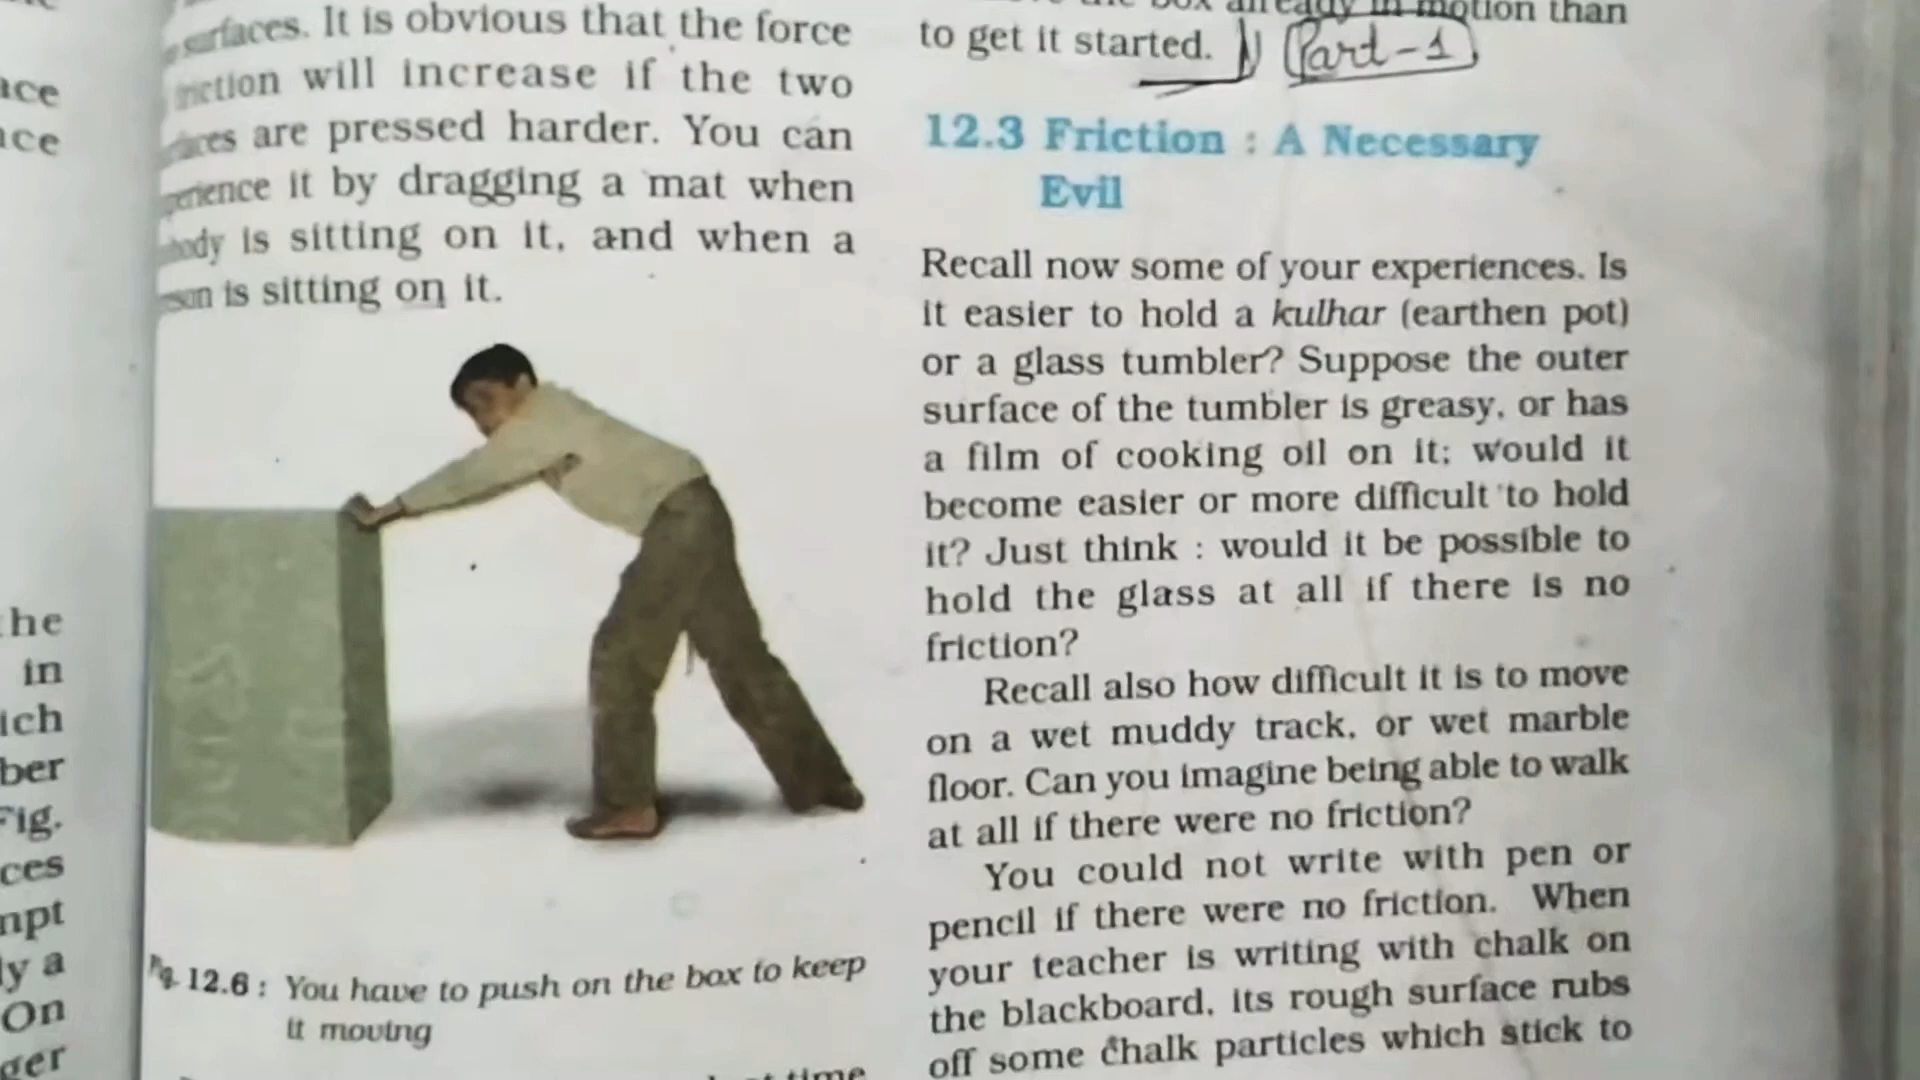 ace
ace
he
in
ich
ber
Fig.
ces
mpt
ly a
On
ger
surfaces. It is obvious that the force
friction will increase if the two
are pressed harder. You can
it by dragging a mat when
is sitting on it, and when a
is sitting on it.
12.6 : You have to push on the box to keep
it moving
time
box already in motion than
to get it started.
Part-1
12.3 Friction : A Necessary
Evil
Recall now some of your experiences. Is
it easier to hold a kulhar (earthen pot)
or a glass tumbler? Suppose the outer
surface of the tumbler is greasy, or has
a film of cooking oil on it; would it
become easier or more difficult to hold
it? Just think : would it be possible to
hold the glass at all if there is no
friction?
Recall also how difficult it is to move
on a wet muddy track, or wet marble
floor. Can you imagine being able to walk
at all if there were no friction?
You could not write with pen or
pencil if there were no friction. When
your teacher is writing with chalk on
the blackboard, its rough surface rubs
off some chalk particles which stick to